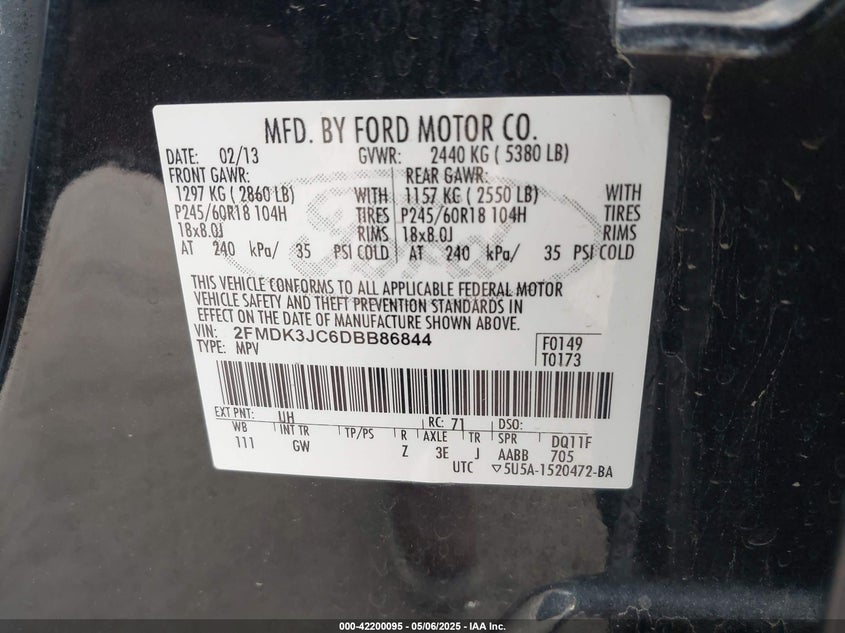 MFD. BY FORD MOTOR CO.
DATE: 02/13 GVWR: 2440 KG ( 5380 LB)
FRONT GAWR: REAR GAWR:
1297 KG ( 2860 LB) WITH 1157 KG ( 2550 LB) WITH
P245/60R18 104H TIRES P245/60R18 104H TIRES
18x8.0J RIMS 18x8.0J RIMS
AT 240 kPa/ 35 PSI COLD AT 240 kPa/ 35 PSI COLD
THIS VEHICLE CONFORMS TO ALL APPLICABLE FEDERAL MOTOR
VEHICLE SAFETY AND THEFT PREVENTION STANDARDS IN
EFFECT ON THE DATE OF MANUFACTURE SHOWN ABOVE.
VIN: 2FMDK3JC6DBB86844 F0149
TYPE: MPV T0173
EXT PNT: UH RC: 71 DSO:
WB INT TR TP/PS R AXLE TR SPR DQ11F
111 GW Z 3E J AABB 705
UTC ▽5U5A-1520472-BA
000-42200095 - 05/06/2025 - IAA Inc.